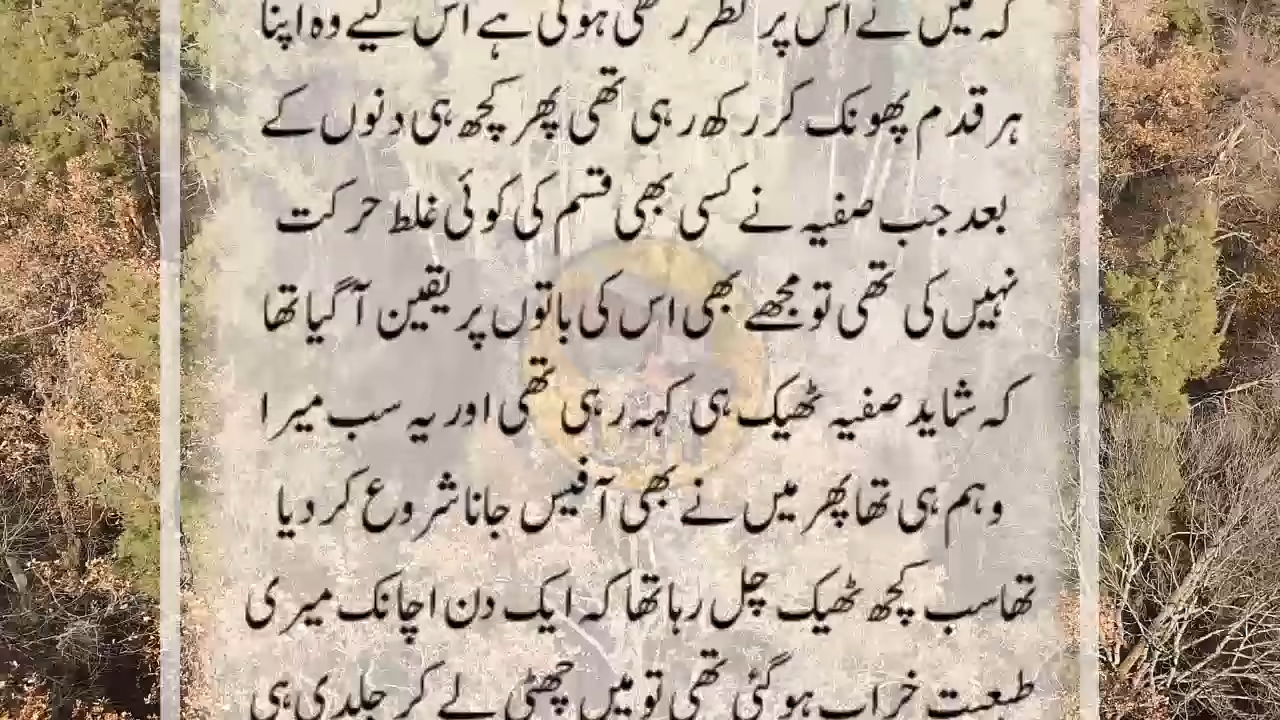 کہ میں نے اس پر نظر رکھی ہوئی ہے اس لیے وہ اپنا
ہر قدم پھونک کر رکھ رہی تھی پھر کچھ ہی دنوں کے
بعد جب صفیہ نے کسی بھی قسم کی کوئی غلط حرکت
نہیں کی تھی تو مجھے بھی اس کی باتوں پر یقین آ گیا تھا
کہ شاید صفیہ ٹھیک ہی کہہ رہی تھی اور یہ سب میرا
وہم ہی تھا پھر میں نے بھی آفیس جانا شروع کر دیا
تھا سب کچھ ٹھیک چل رہا تھا کہ ایک دن اچانک میری
طبعیت خراب ہو گئی تھی تو میں چھٹی لے کر جلدی ہی